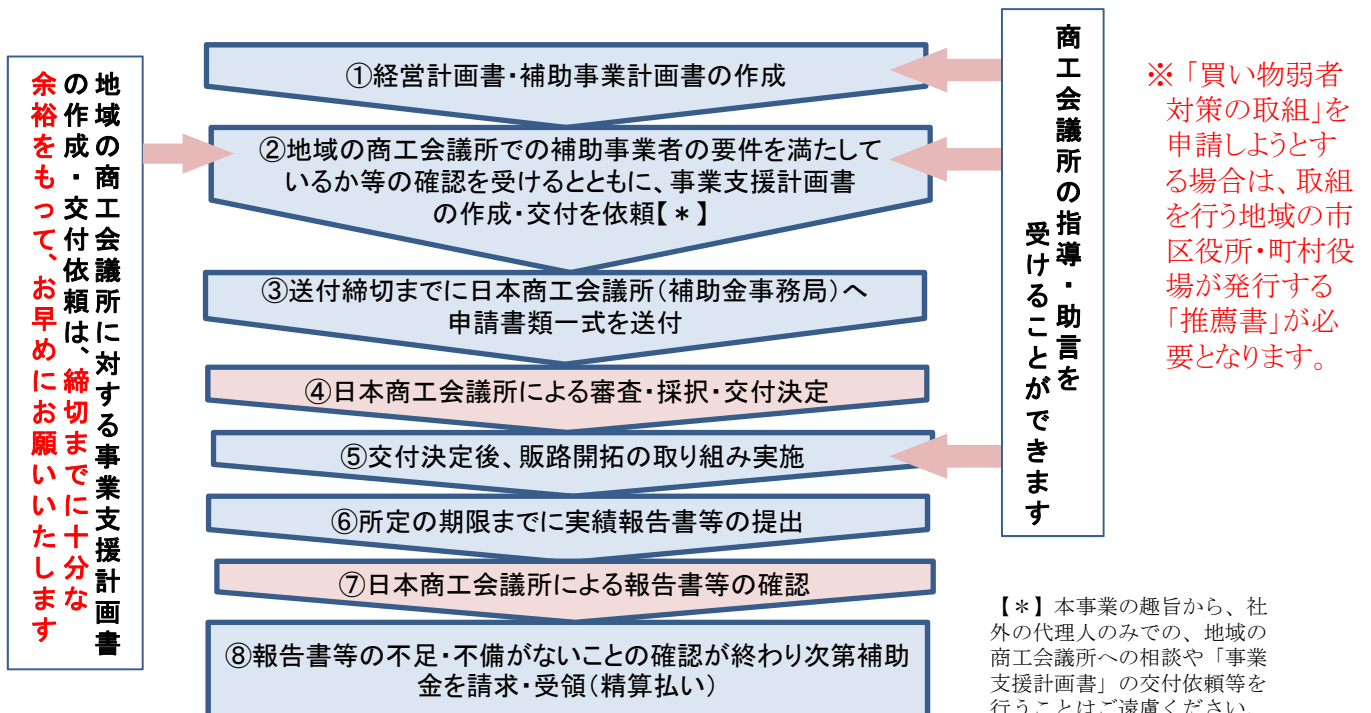 地域の商工会議所に対する事業支援計画書
の作成・交付依頼は、締切までに十分な
余裕をもって、お早めにお願いいたします
①経営計画書・補助事業計画書の作成
②地域の商工会議所での補助事業者の要件を満たして
いるか等の確認を受けるとともに、事業支援計画書
の作成・交付を依頼【＊】
③送付締切までに日本商工会議所（補助金事務局）へ
申請書類一式を送付
④日本商工会議所による審査・採択・交付決定
⑤交付決定後、販路開拓の取り組み実施
⑥所定の期限までに実績報告書等の提出
⑦日本商工会議所による報告書等の確認
⑧報告書等の不足・不備がないことの確認が終わり次第補助
金を請求・受領（精算払い）
商工会議所の指導・助言を
受けることができます
※「買い物弱者
対策の取組」を
申請しようとす
る場合は、取組
を行う地域の市
区役所・町村役
場が発行する
「推薦書」が必
要となります。
【＊】本事業の趣旨から、社
外の代理人のみでの、地域の
商工会議所への相談や「事業
支援計画書」の交付依頼等を
行うことはご遠慮ください。